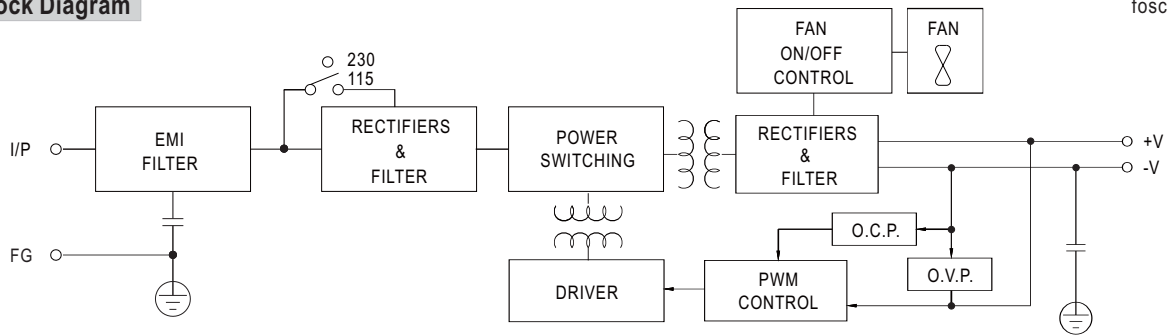 ock Diagram
fosc
230
115
I/P
EMI
FILTER
RECTIFIERS
&
FILTER
POWER
SWITCHING
FAN
ON/OFF
CONTROL
FAN
RECTIFIERS
&
FILTER
+V
-V
FG
DRIVER
PWM
CONTROL
O.C.P.
O.V.P.